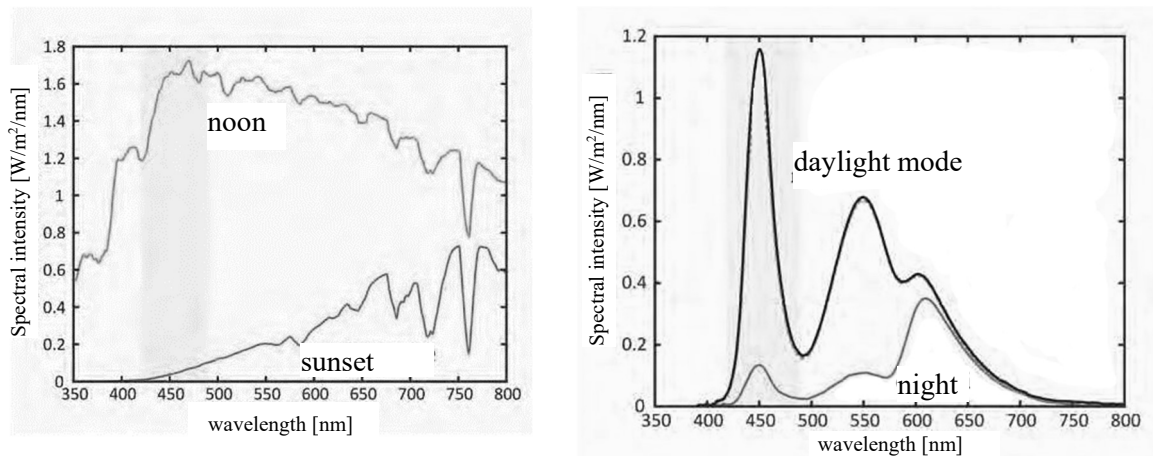 1.8
1.6
1.4
1.2
1
0.8
0.6
0.4
0.2
0
350 400 450 500 550 600 650 700 750 800
Spectral intensity [W/m²/nm]
wavelength [nm]
noon
sunset
1.2
1
0.8
0.6
0.4
0.2
0
350 400 450 500 550 600 650 700 750 800
Spectral intensity [W/m²/nm]
wavelength [nm]
daylight mode
night